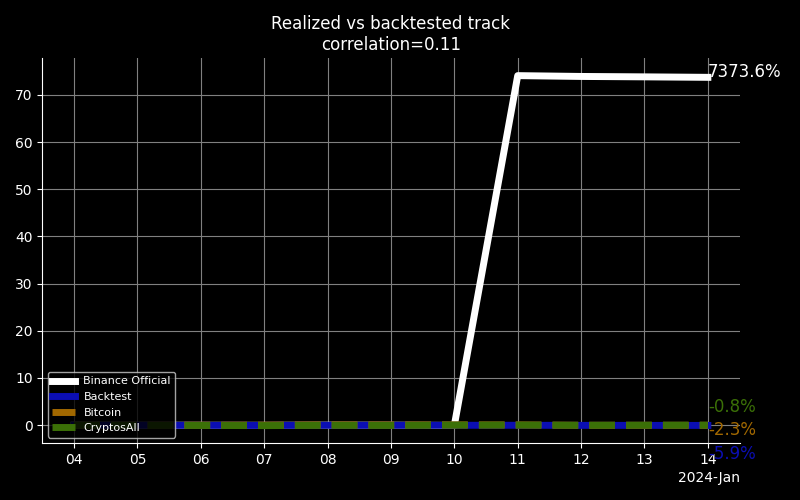 Realized vs backtested track
correlation=0.11
7373.6%
70
60
50
40
30
20
10
0
Binance Official
Backtest
Bitcoin
CryptosAll
-0.8%
-2.3%
-5.9%
04 05 06 07 08 09 10 11 12 13 14
2024-Jan